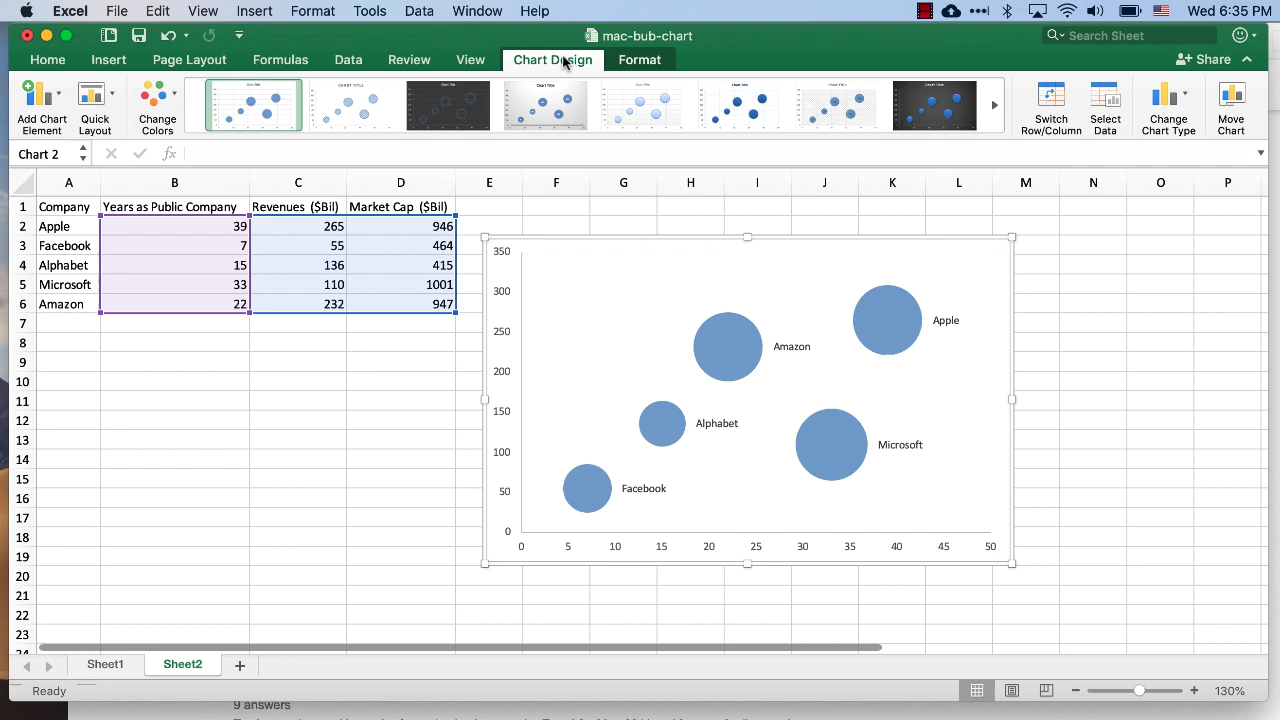 Excel File Edit View Insert Format Tools Data Window Help Wed 6:35 PM
mac-bub-chart Search Sheet
Home Insert Page Layout Formulas Data Review View Chart Design Format Share
Add Chart Element
Quick Layout
Change Colors
Switch Row/Column
Select Data
Change Chart Type
Move Chart
Chart 2 fx
A B C D E F G H I J K L M N O P
1 Company Years as Public Company Revenues ($Bil) Market Cap ($Bil)
2 Apple 39 265 946
3 Facebook 7 55 464
4 Alphabet 15 136 415
5 Microsoft 33 110 1001
6 Amazon 22 232 947
7
8
9
10
11
12
13
14
15
16
17
18
19
20
21
22
23
24
350
300
250
200
150
100
50
0
Apple
Amazon
Alphabet
Microsoft
Facebook
0 5 10 15 20 25 30 35 40 45 50
Sheet1 Sheet2
Ready 130%
9 answers